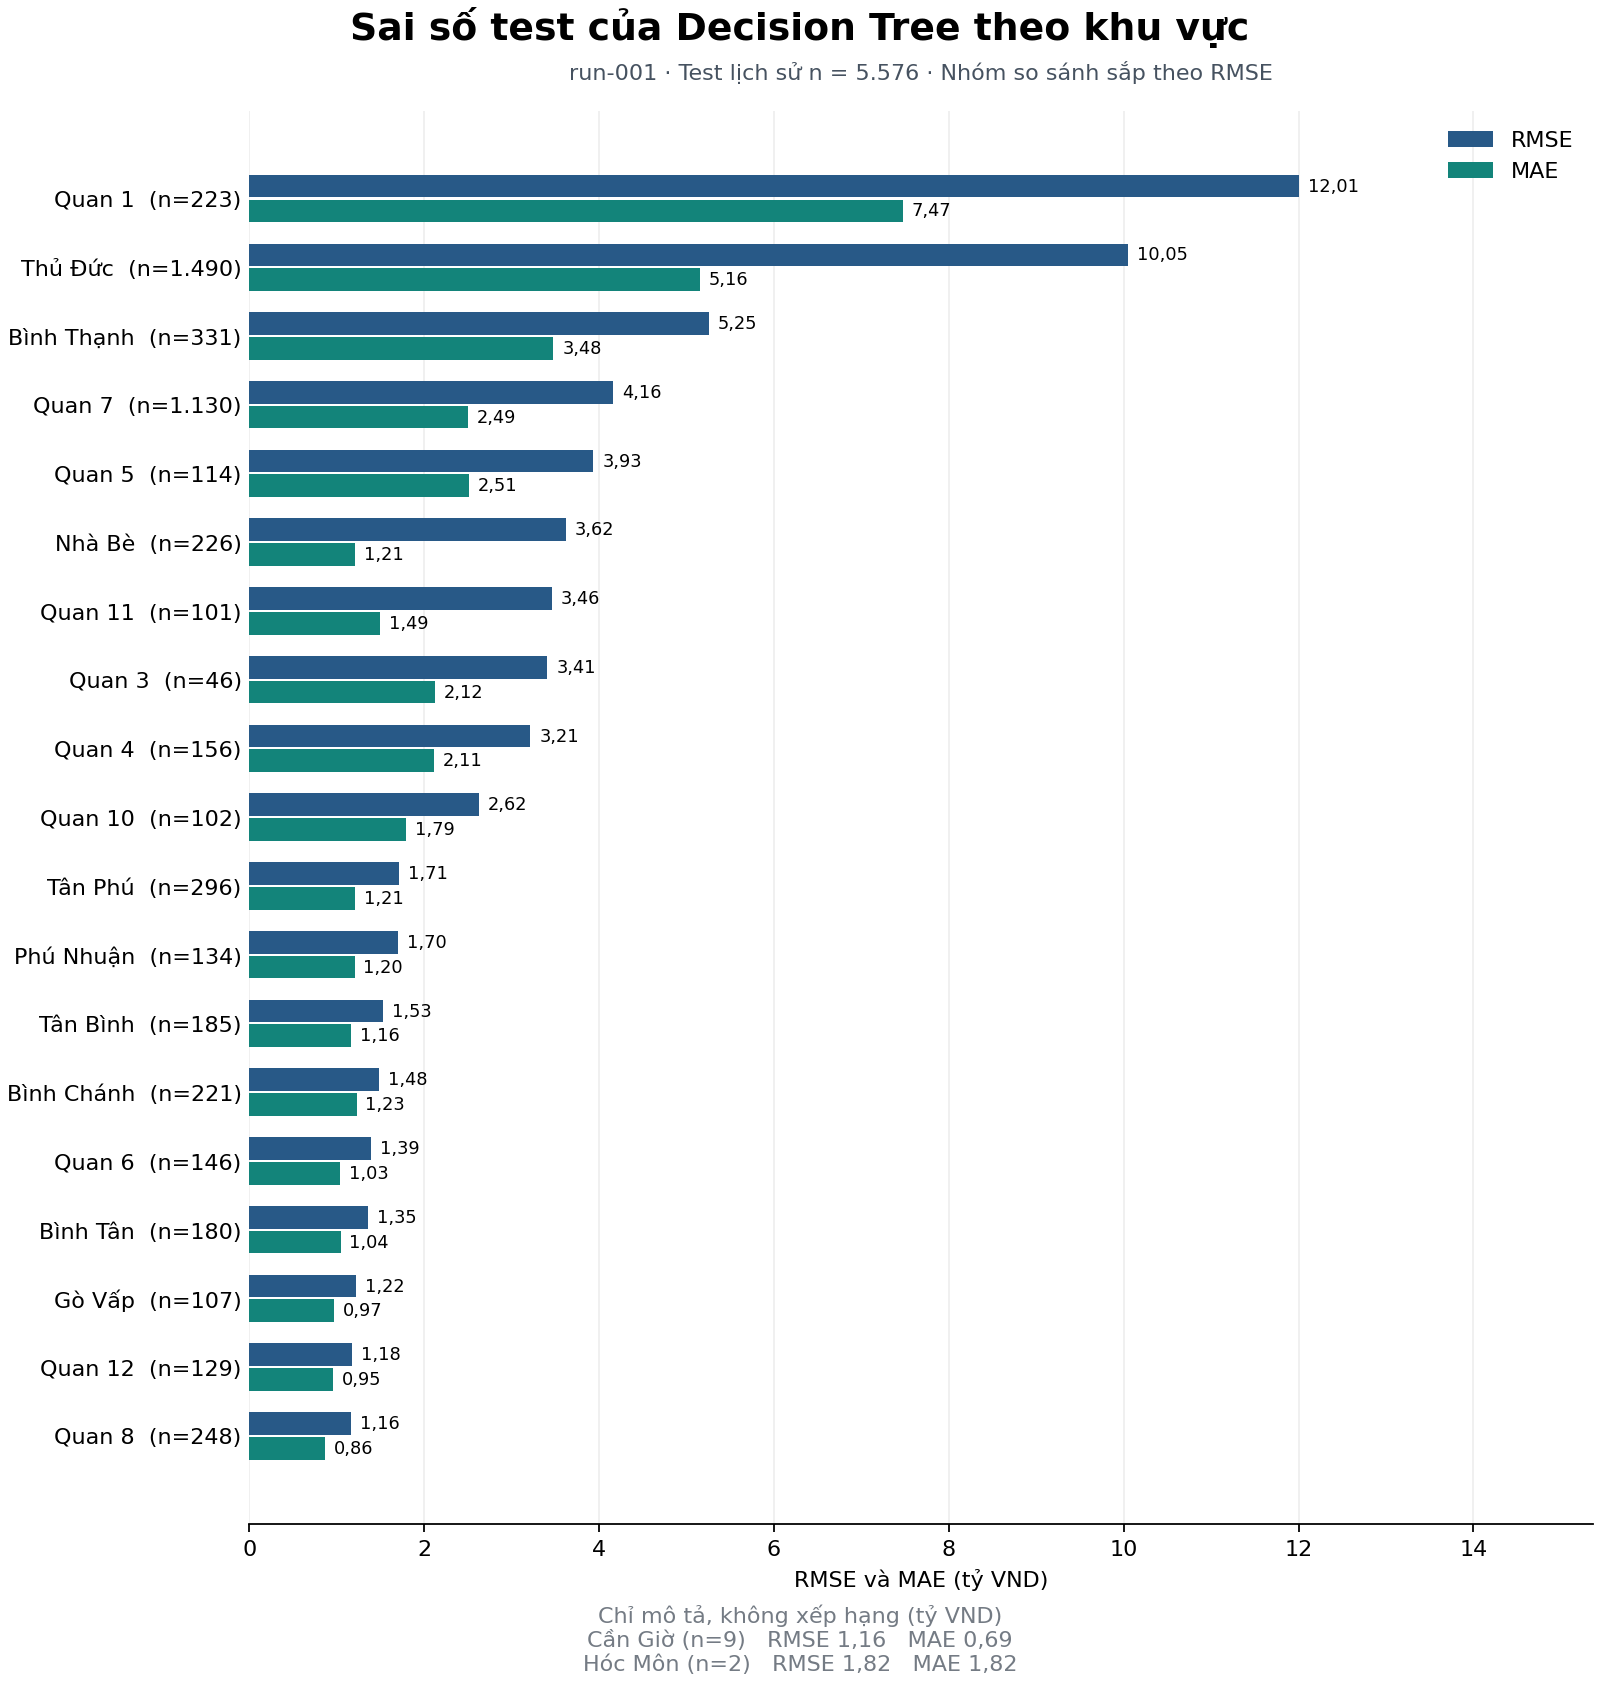 Sai số test của Decision Tree theo khu vực
run-001 · Test lịch sử n = 5.576 · Nhóm so sánh sắp theo RMSE
RMSE
MAE
Quan 1 (n=223)
12,01
7,47
Thủ Đức (n=1.490)
10,05
5,16
Bình Thạnh (n=331)
5,25
3,48
Quan 7 (n=1.130)
4,16
2,49
Quan 5 (n=114)
3,93
2,51
Nhà Bè (n=226)
3,62
1,21
Quan 11 (n=101)
3,46
1,49
Quan 3 (n=46)
3,41
2,12
Quan 4 (n=156)
3,21
2,11
Quan 10 (n=102)
2,62
1,79
Tân Phú (n=296)
1,71
1,21
Phú Nhuận (n=134)
1,70
1,20
Tân Bình (n=185)
1,53
1,16
Bình Chánh (n=221)
1,48
1,23
Quan 6 (n=146)
1,39
1,03
Bình Tân (n=180)
1,35
1,04
Gò Vấp (n=107)
1,22
0,97
Quan 12 (n=129)
1,18
0,95
Quan 8 (n=248)
1,16
0,86
0 2 4 6 8 10 12 14
RMSE và MAE (tỷ VND)
Chỉ mô tả, không xếp hạng (tỷ VND)
Cần Giờ (n=9) RMSE 1,16 MAE 0,69
Hóc Môn (n=2) RMSE 1,82 MAE 1,82